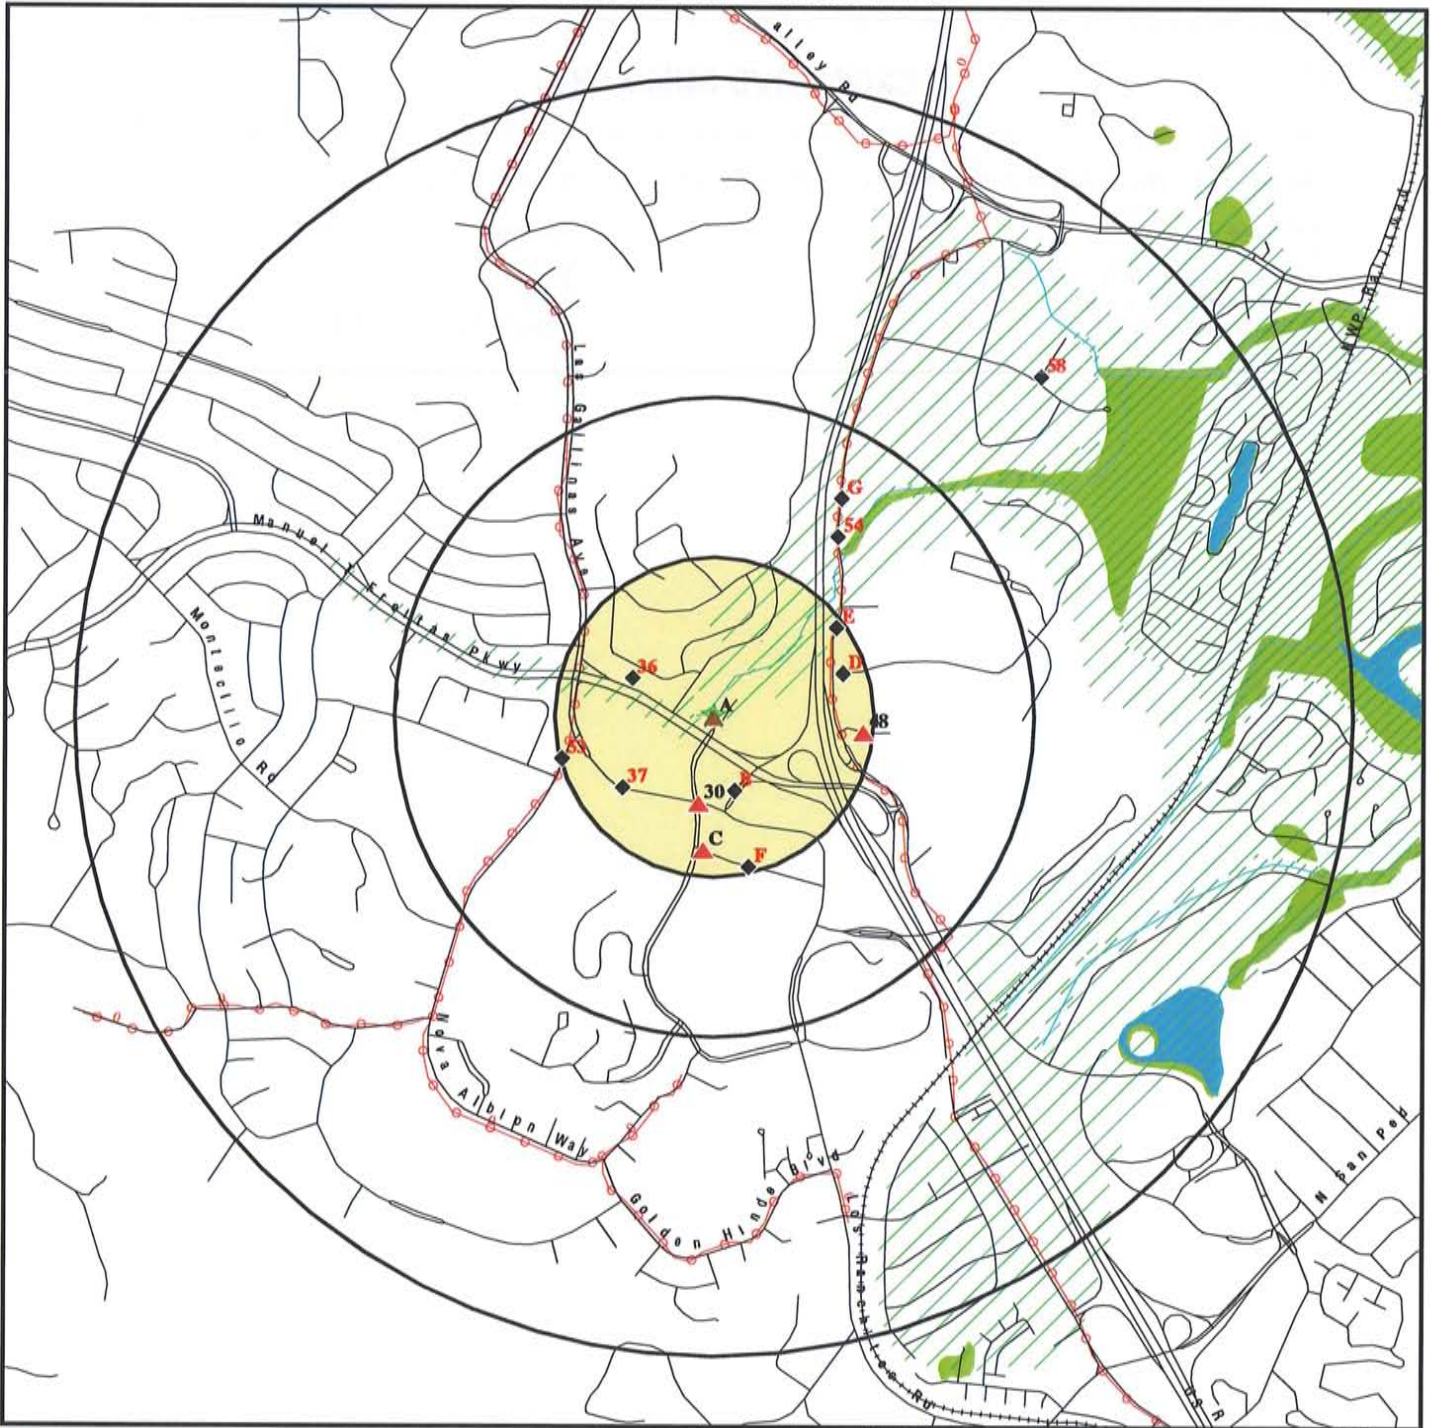 alley Rd
NWP Railroad
58
Las Gallinas Ave
G
54
Manuel T Freitas Pkwy
E
Montecillo Rd
D
36
A
48
53
37
30
B
C
F
Nova Albion Way
N San Ped
Golden Hinde Blvd
Los Ranchitos Rd